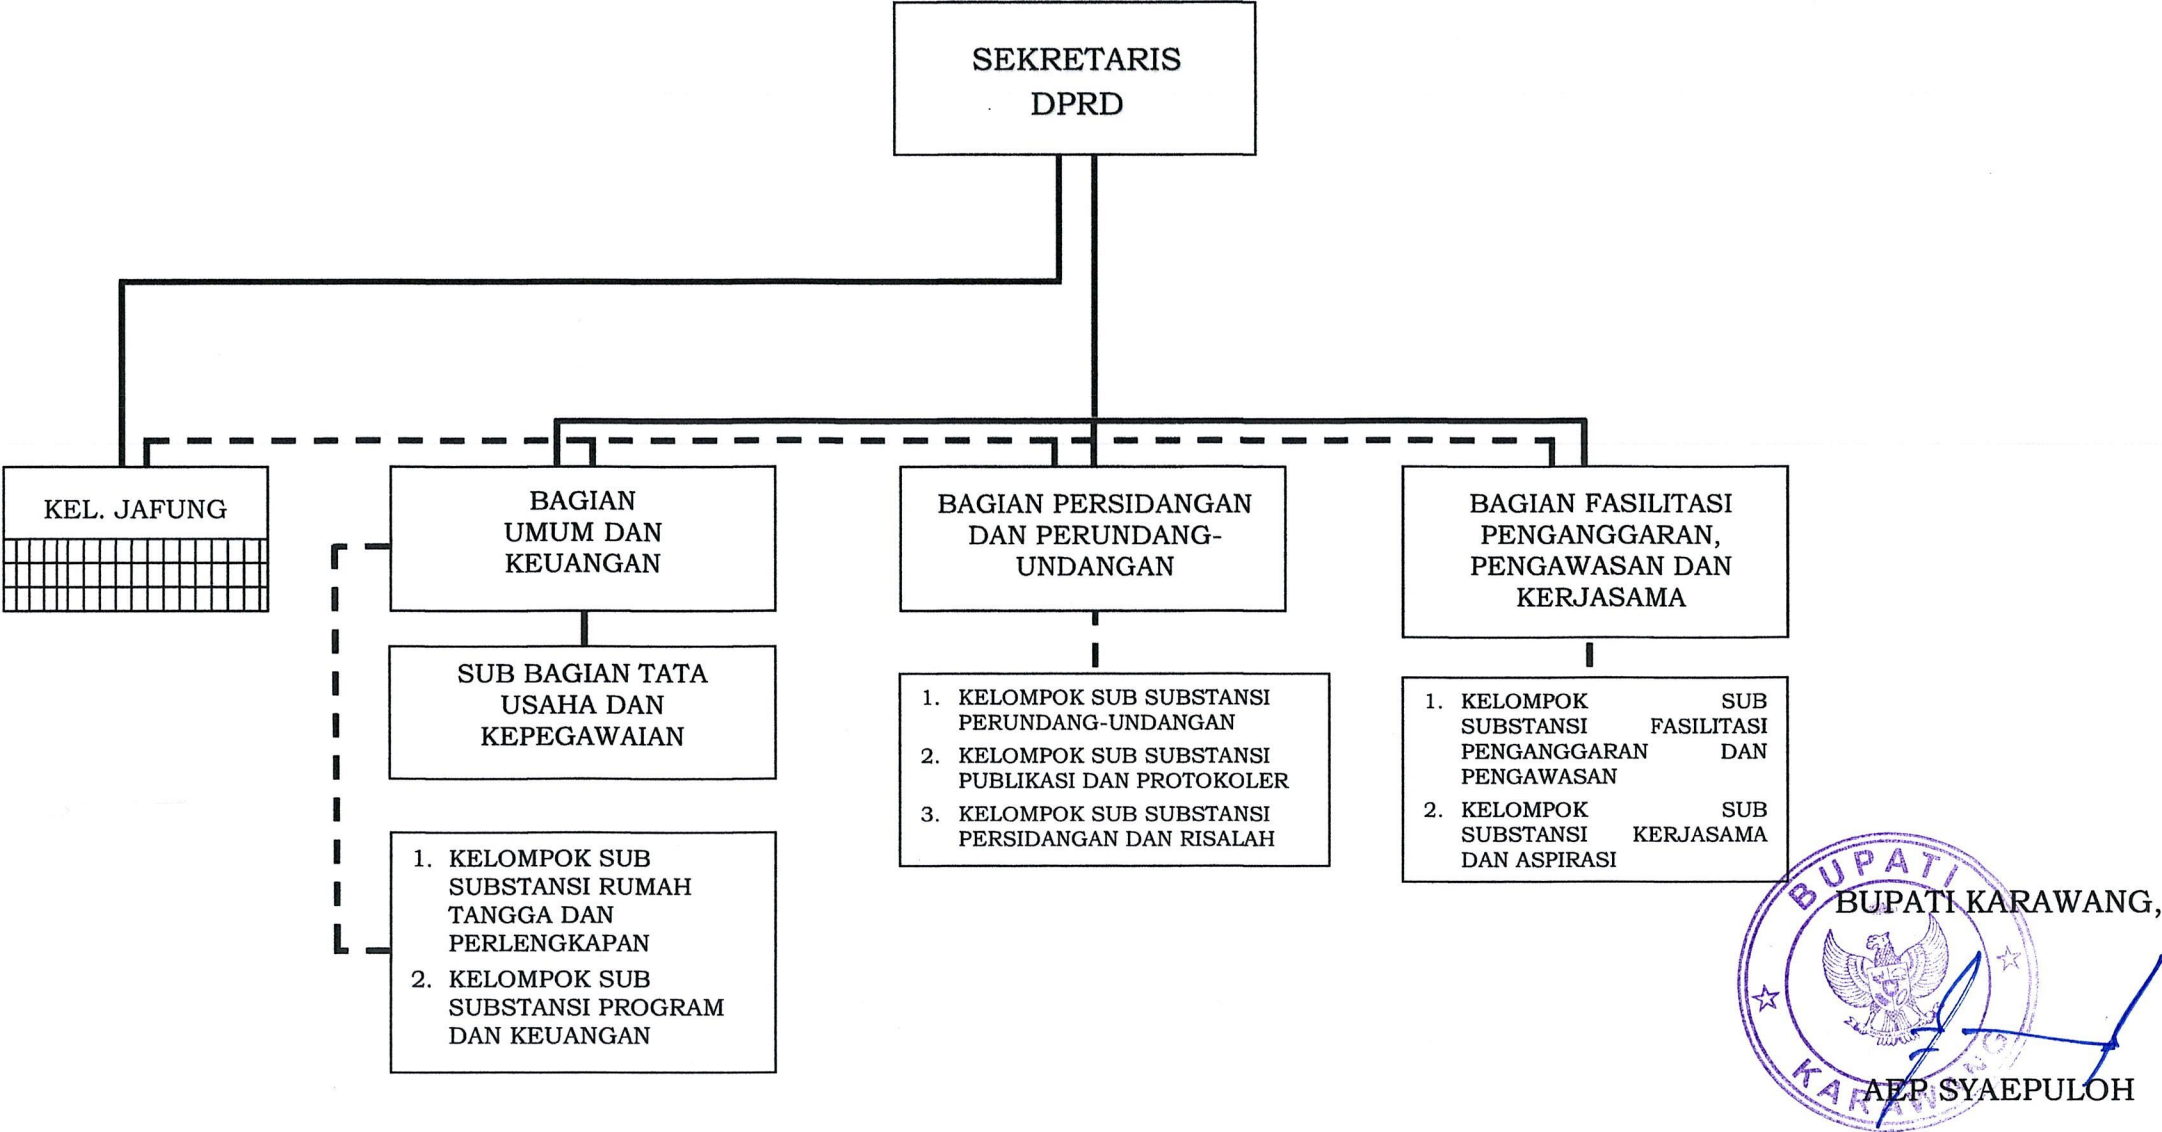 SEKRETARIS
DPRD
KEL. JAFUNG
BAGIAN
UMUM DAN
KEUANGAN
BAGIAN PERSIDANGAN
DAN PERUNDANG-
UNDANGAN
BAGIAN FASILITASI
PENGANGGARAN,
PENGAWASAN DAN
KERJASAMA
SUB BAGIAN TATA
USAHA DAN
KEPEGAWAIAN
1. KELOMPOK SUB SUBSTANSI
PERUNDANG-UNDANGAN
2. KELOMPOK SUB SUBSTANSI
PUBLIKASI DAN PROTOKOLER
3. KELOMPOK SUB SUBSTANSI
PERSIDANGAN DAN RISALAH
1. KELOMPOK SUB
SUBSTANSI FASILITASI
PENGANGGARAN DAN
PENGAWASAN
2. KELOMPOK SUB
SUBSTANSI KERJASAMA
DAN ASPIRASI
1. KELOMPOK SUB
SUBSTANSI RUMAH
TANGGA DAN
PERLENGKAPAN
2. KELOMPOK SUB
SUBSTANSI PROGRAM
DAN KEUANGAN
BUPATI KARAWANG,
BUPATI
KARAWANG
AEP SYAEPULOH